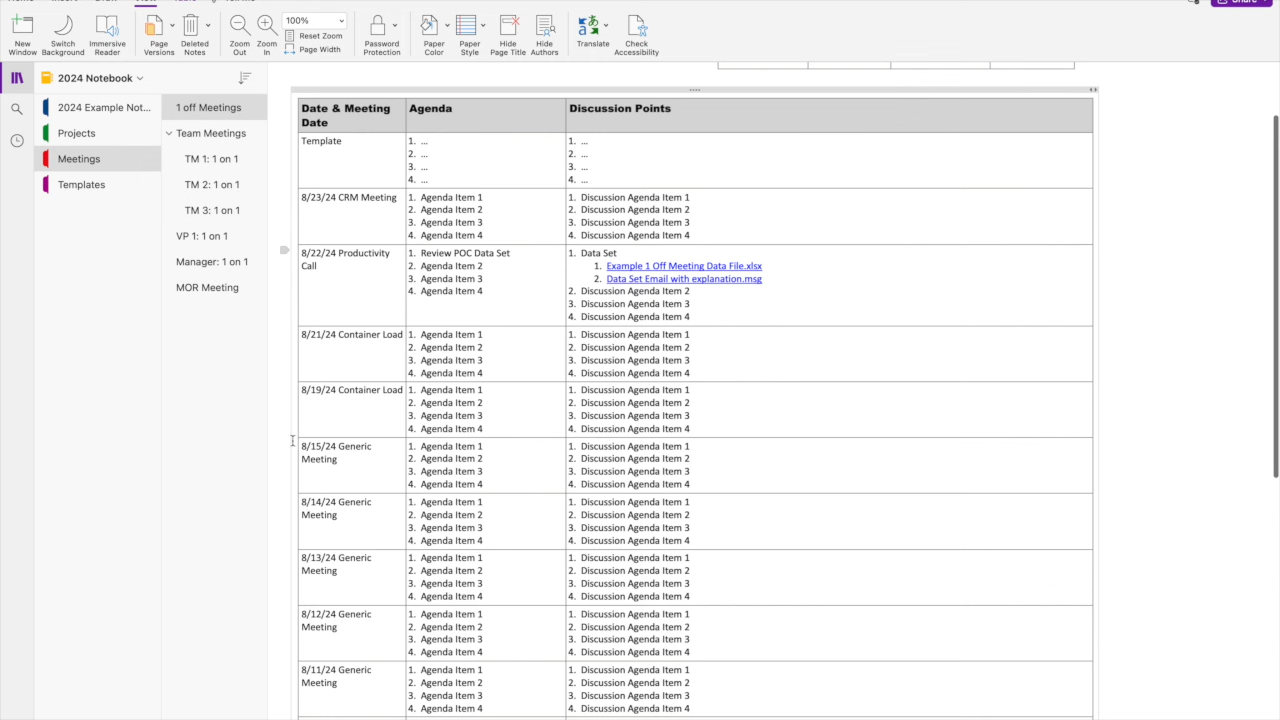 New Window
Switch Background
Immersive Reader
Page Versions
Deleted Notes
Zoom Out
Zoom In
100%
Reset Zoom
Page Width
Password Protection
Paper Color
Paper Style
Hide Page Title
Hide Authors
Translate
Check Accessibility
2024 Notebook
2024 Example Not...
Projects
Meetings
Templates
1 off Meetings
Team Meetings
TM 1: 1 on 1
TM 2: 1 on 1
TM 3: 1 on 1
VP 1: 1 on 1
Manager: 1 on 1
MOR Meeting
Date & Meeting
Date
Agenda
Discussion Points
Template
1. ...
2. ...
3. ...
4. ...
1. ...
2. ...
3. ...
4. ...
8/23/24 CRM Meeting
1. Agenda Item 1
2. Agenda Item 2
3. Agenda Item 3
4. Agenda Item 4
1. Discussion Agenda Item 1
2. Discussion Agenda Item 2
3. Discussion Agenda Item 3
4. Discussion Agenda Item 4
8/22/24 Productivity
Call
1. Review POC Data Set
2. Agenda Item 2
3. Agenda Item 3
4. Agenda Item 4
1. Data Set
1. Example 1 Off Meeting Data File.xlsx
2. Data Set Email with explanation.msg
2. Discussion Agenda Item 2
3. Discussion Agenda Item 3
4. Discussion Agenda Item 4
8/21/24 Container Load
1. Agenda Item 1
2. Agenda Item 2
3. Agenda Item 3
4. Agenda Item 4
1. Discussion Agenda Item 1
2. Discussion Agenda Item 2
3. Discussion Agenda Item 3
4. Discussion Agenda Item 4
8/19/24 Container Load
1. Agenda Item 1
2. Agenda Item 2
3. Agenda Item 3
4. Agenda Item 4
1. Discussion Agenda Item 1
2. Discussion Agenda Item 2
3. Discussion Agenda Item 3
4. Discussion Agenda Item 4
8/15/24 Generic
Meeting
1. Agenda Item 1
2. Agenda Item 2
3. Agenda Item 3
4. Agenda Item 4
1. Discussion Agenda Item 1
2. Discussion Agenda Item 2
3. Discussion Agenda Item 3
4. Discussion Agenda Item 4
8/14/24 Generic
Meeting
1. Agenda Item 1
2. Agenda Item 2
3. Agenda Item 3
4. Agenda Item 4
1. Discussion Agenda Item 1
2. Discussion Agenda Item 2
3. Discussion Agenda Item 3
4. Discussion Agenda Item 4
8/13/24 Generic
Meeting
1. Agenda Item 1
2. Agenda Item 2
3. Agenda Item 3
4. Agenda Item 4
1. Discussion Agenda Item 1
2. Discussion Agenda Item 2
3. Discussion Agenda Item 3
4. Discussion Agenda Item 4
8/12/24 Generic
Meeting
1. Agenda Item 1
2. Agenda Item 2
3. Agenda Item 3
4. Agenda Item 4
1. Discussion Agenda Item 1
2. Discussion Agenda Item 2
3. Discussion Agenda Item 3
4. Discussion Agenda Item 4
8/11/24 Generic
Meeting
1. Agenda Item 1
2. Agenda Item 2
3. Agenda Item 3
4. Agenda Item 4
1. Discussion Agenda Item 1
2. Discussion Agenda Item 2
3. Discussion Agenda Item 3
4. Discussion Agenda Item 4